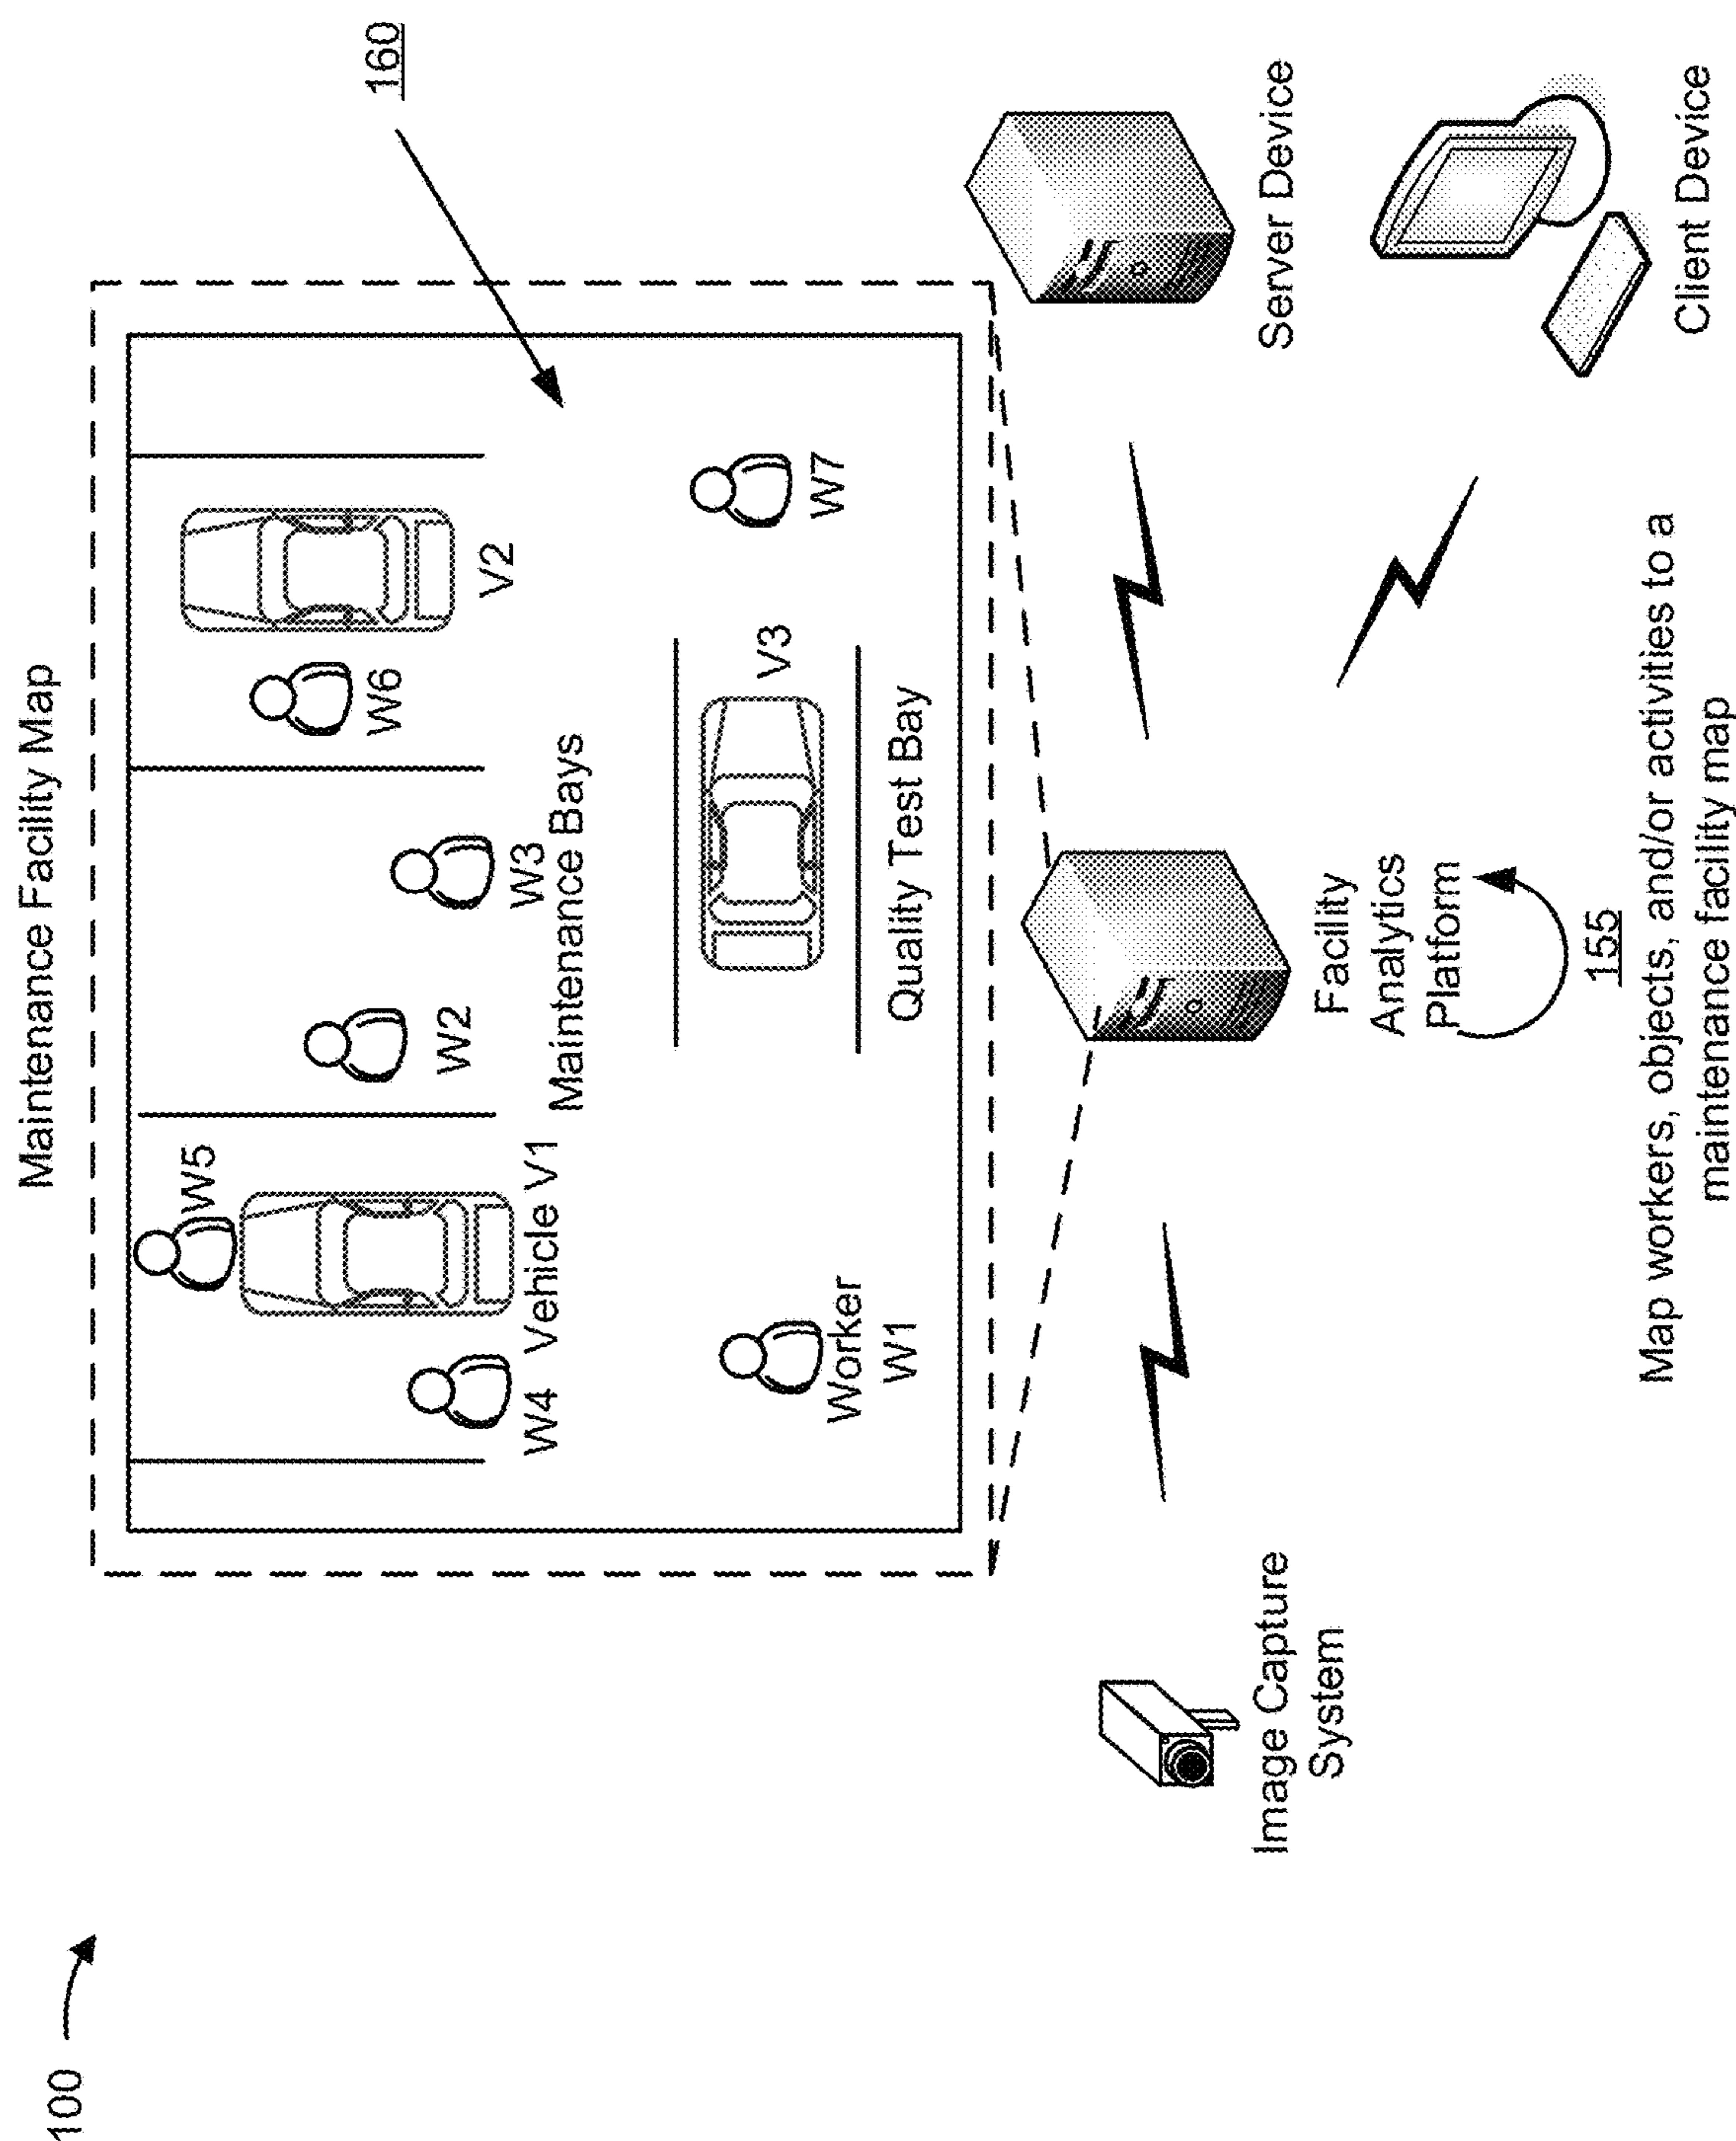 100
Maintenance Facility Map
160
W5
W6
W2
W3
V2
W4
Vehicle V1
Maintenance Bays
V3
Worker
W1
W7
Quality Test Bay
Image Capture
System
Facility
Analytics
Platform
Server Device
155
Client Device
Map workers, objects, and/or activities to a
maintenance facility map